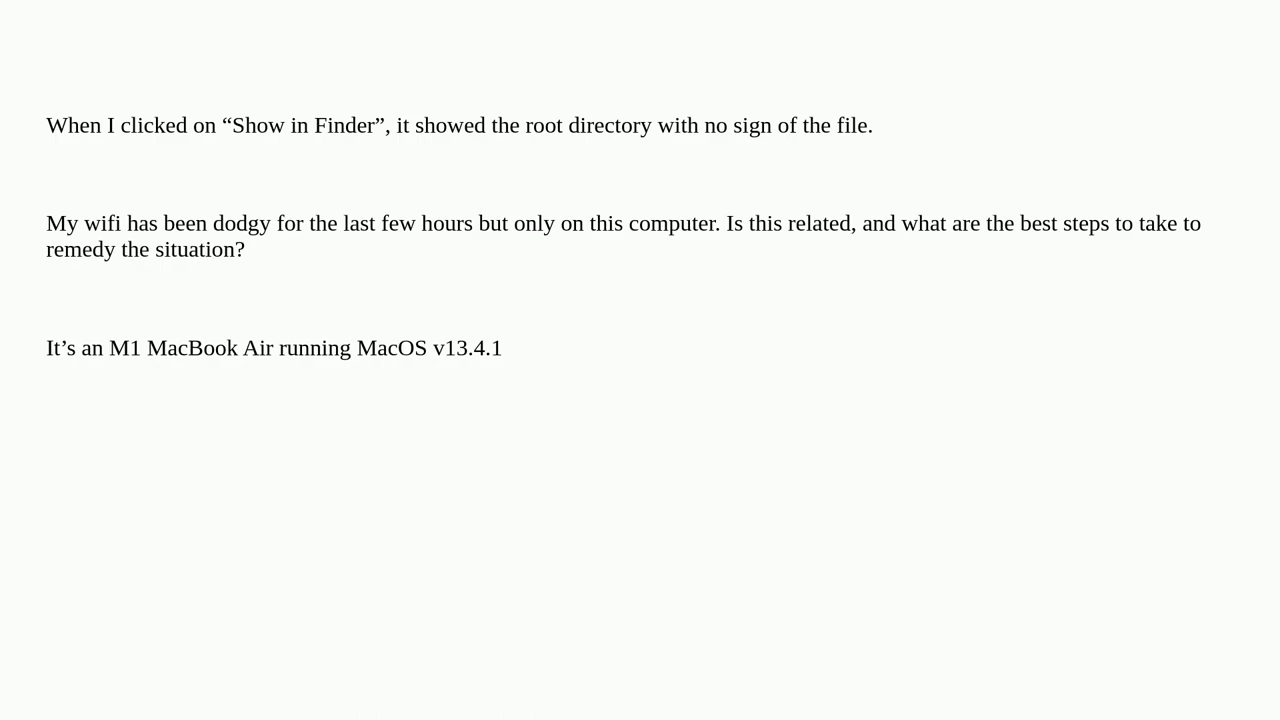 When I clicked on “Show in Finder”, it showed the root directory with no sign of the file.
My wifi has been dodgy for the last few hours but only on this computer. Is this related, and what are the best steps to take to
remedy the situation?
It’s an M1 MacBook Air running MacOS v13.4.1